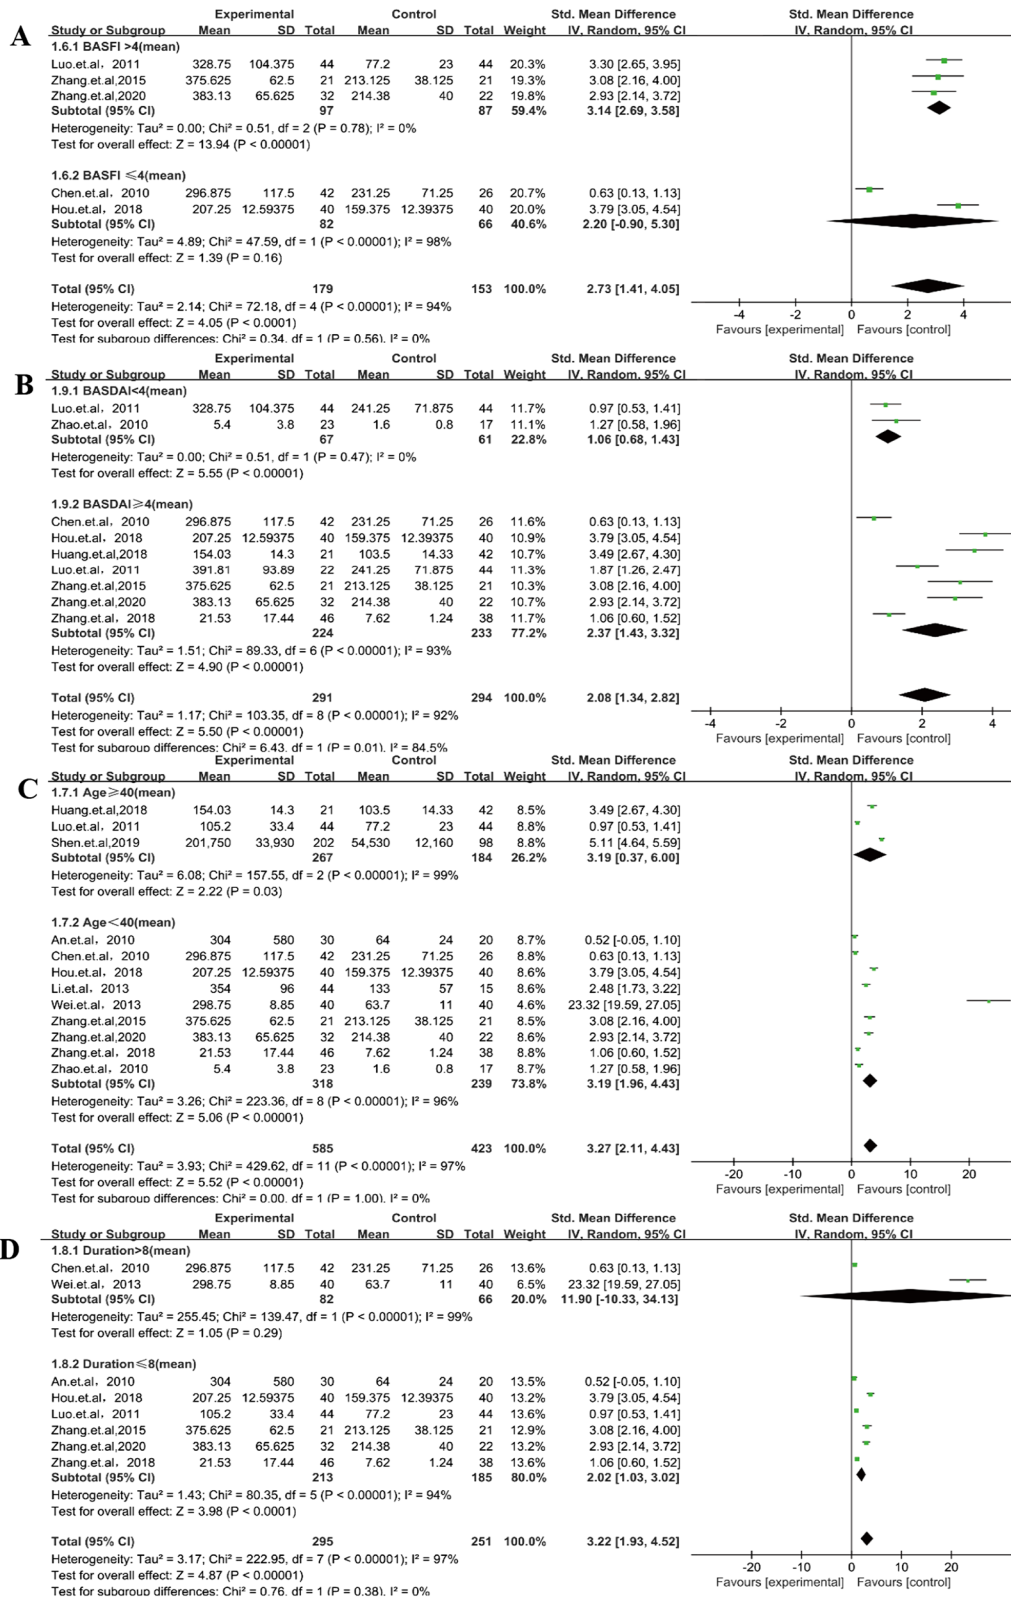 A
Experimental Control Std. Mean Difference Std. Mean Difference
Study or Subgroup Mean SD Total Mean SD Total Weight IV, Random, 95% CI IV, Random, 95% CI
1.6.1 BASFI >4(mean)
Luo.et.al，2011 328.75 104.375 44 77.2 23 44 20.3% 3.30 [2.65, 3.95]
Zhang.et.al,2015 375.625 62.5 21 213.125 38.125 21 19.3% 3.08 [2.16, 4.00]
Zhang.et.al,2020 383.13 65.625 32 214.38 40 22 19.8% 2.93 [2.14, 3.72]
Subtotal (95% CI) 97 87 59.4% 3.14 [2.69, 3.58]
Heterogeneity: Tau² = 0.00; Chi² = 0.51, df = 2 (P = 0.78); I² = 0%
Test for overall effect: Z = 13.94 (P < 0.00001)
1.6.2 BASFI ≤4(mean)
Chen.et.al，2010 296.875 117.5 42 231.25 71.25 26 20.7% 0.63 [0.13, 1.13]
Hou.et.al，2018 207.25 12.59375 40 159.375 12.39375 40 20.0% 3.79 [3.05, 4.54]
Subtotal (95% CI) 82 66 40.6% 2.20 [-0.90, 5.30]
Heterogeneity: Tau² = 4.89; Chi² = 47.59, df = 1 (P < 0.00001); I² = 98%
Test for overall effect: Z = 1.39 (P = 0.16)
Total (95% CI) 179 153 100.0% 2.73 [1.41, 4.05]
Heterogeneity: Tau² = 2.14; Chi² = 72.18, df = 4 (P < 0.00001); I² = 94%
Test for overall effect: Z = 4.05 (P < 0.0001)
Test for subgroup differences: Chi² = 0.34, df = 1 (P = 0.56), I² = 0%
-4 -2 0 2 4
Favours [experimental] Favours [control]
B
Experimental Control Std. Mean Difference Std. Mean Difference
Study or Subgroup Mean SD Total Mean SD Total Weight IV, Random, 95% CI IV, Random, 95% CI
1.9.1 BASDAI<4(mean)
Luo.et.al，2011 328.75 104.375 44 241.25 71.875 44 11.7% 0.97 [0.53, 1.41]
Zhao.et.al，2010 5.4 3.8 23 1.6 0.8 17 11.1% 1.27 [0.58, 1.96]
Subtotal (95% CI) 67 61 22.8% 1.06 [0.68, 1.43]
Heterogeneity: Tau² = 0.00; Chi² = 0.51, df = 1 (P = 0.47); I² = 0%
Test for overall effect: Z = 5.55 (P < 0.00001)
1.9.2 BASDAI≥4(mean)
Chen.et.al，2010 296.875 117.5 42 231.25 71.25 26 11.6% 0.63 [0.13, 1.13]
Hou.et.al，2018 207.25 12.59375 40 159.375 12.39375 40 10.9% 3.79 [3.05, 4.54]
Huang.et.al,2018 154.03 14.3 21 103.5 14.33 42 10.7% 3.49 [2.67, 4.30]
Luo.et.al，2011 391.81 93.89 22 241.25 71.875 44 11.3% 1.87 [1.26, 2.47]
Zhang.et.al,2015 375.625 62.5 21 213.125 38.125 21 10.3% 3.08 [2.16, 4.00]
Zhang.et.al,2020 383.13 65.625 32 214.38 40 22 10.7% 2.93 [2.14, 3.72]
Zhang.et.al，2018 21.53 17.44 46 7.62 1.24 38 11.7% 1.06 [0.60, 1.52]
Subtotal (95% CI) 224 233 77.2% 2.37 [1.43, 3.32]
Heterogeneity: Tau² = 1.51; Chi² = 89.33, df = 6 (P < 0.00001); I² = 93%
Test for overall effect: Z = 4.90 (P < 0.00001)
Total (95% CI) 291 294 100.0% 2.08 [1.34, 2.82]
Heterogeneity: Tau² = 1.17; Chi² = 103.35, df = 8 (P < 0.00001); I² = 92%
Test for overall effect: Z = 5.50 (P < 0.00001)
Test for subgroup differences: Chi² = 6.43, df = 1 (P = 0.01), I² = 84.5%
-4 -2 0 2 4
Favours [experimental] Favours [control]
C
Experimental Control Std. Mean Difference Std. Mean Difference
Study or Subgroup Mean SD Total Mean SD Total Weight IV, Random, 95% CI IV, Random, 95% CI
1.7.1 Age≥40(mean)
Huang.et.al,2018 154.03 14.3 21 103.5 14.33 42 8.5% 3.49 [2.67, 4.30]
Luo.et.al，2011 105.2 33.4 44 77.2 23 44 8.8% 0.97 [0.53, 1.41]
Shen.et.al,2019 201,750 33,930 202 54,530 12,160 98 8.8% 5.11 [4.64, 5.59]
Subtotal (95% CI) 267 184 26.2% 3.19 [0.37, 6.00]
Heterogeneity: Tau² = 6.08; Chi² = 157.55, df = 2 (P < 0.00001); I² = 99%
Test for overall effect: Z = 2.22 (P = 0.03)
1.7.2 Age＜40(mean)
An.et.al，2010 304 580 30 64 24 20 8.7% 0.52 [-0.05, 1.10]
Chen.et.al，2010 296.875 117.5 42 231.25 71.25 26 8.8% 0.63 [0.13, 1.13]
Hou.et.al，2018 207.25 12.59375 40 159.375 12.39375 40 8.6% 3.79 [3.05, 4.54]
Li.et.al，2013 354 96 44 133 57 15 8.6% 2.48 [1.73, 3.22]
Wei.et.al，2013 298.75 8.85 40 63.7 11 40 4.6% 23.32 [19.59, 27.05]
Zhang.et.al,2015 375.625 62.5 21 213.125 38.125 21 8.5% 3.08 [2.16, 4.00]
Zhang.et.al,2020 383.13 65.625 32 214.38 40 22 8.6% 2.93 [2.14, 3.72]
Zhang.et.al，2018 21.53 17.44 46 7.62 1.24 38 8.8% 1.06 [0.60, 1.52]
Zhao.et.al，2010 5.4 3.8 23 1.6 0.8 17 8.7% 1.27 [0.58, 1.96]
Subtotal (95% CI) 318 239 73.8% 3.19 [1.96, 4.43]
Heterogeneity: Tau² = 3.26; Chi² = 223.36, df = 8 (P < 0.00001); I² = 96%
Test for overall effect: Z = 5.06 (P < 0.00001)
Total (95% CI) 585 423 100.0% 3.27 [2.11, 4.43]
Heterogeneity: Tau² = 3.93; Chi² = 429.62, df = 11 (P < 0.00001); I² = 97%
Test for overall effect: Z = 5.52 (P < 0.00001)
Test for subgroup differences: Chi² = 0.00, df = 1 (P = 1.00), I² = 0%
-20 -10 0 10 20
Favours [experimental] Favours [control]
D
Experimental Control Std. Mean Difference Std. Mean Difference
Study or Subgroup Mean SD Total Mean SD Total Weight IV, Random, 95% CI IV, Random, 95% CI
1.8.1 Duration>8(mean)
Chen.et.al，2010 296.875 117.5 42 231.25 71.25 26 13.6% 0.63 [0.13, 1.13]
Wei.et.al，2013 298.75 8.85 40 63.7 11 40 6.5% 23.32 [19.59, 27.05]
Subtotal (95% CI) 82 66 20.0% 11.90 [-10.33, 34.13]
Heterogeneity: Tau² = 255.45; Chi² = 139.47, df = 1 (P < 0.00001); I² = 99%
Test for overall effect: Z = 1.05 (P = 0.29)
1.8.2 Duration≤8(mean)
An.et.al，2010 304 580 30 64 24 20 13.5% 0.52 [-0.05, 1.10]
Hou.et.al，2018 207.25 12.59375 40 159.375 12.39375 40 13.2% 3.79 [3.05, 4.54]
Luo.et.al，2011 105.2 33.4 44 77.2 23 44 13.6% 0.97 [0.53, 1.41]
Zhang.et.al,2015 375.625 62.5 21 213.125 38.125 21 12.9% 3.08 [2.16, 4.00]
Zhang.et.al,2020 383.13 65.625 32 214.38 40 22 13.2% 2.93 [2.14, 3.72]
Zhang.et.al，2018 21.53 17.44 46 7.62 1.24 38 13.6% 1.06 [0.60, 1.52]
Subtotal (95% CI) 213 185 80.0% 2.02 [1.03, 3.02]
Heterogeneity: Tau² = 1.43; Chi² = 80.35, df = 5 (P < 0.00001); I² = 94%
Test for overall effect: Z = 3.98 (P < 0.0001)
Total (95% CI) 295 251 100.0% 3.22 [1.93, 4.52]
Heterogeneity: Tau² = 3.17; Chi² = 222.95, df = 7 (P < 0.00001); I² = 97%
Test for overall effect: Z = 4.87 (P < 0.00001)
Test for subgroup differences: Chi² = 0.76, df = 1 (P = 0.38), I² = 0%
-20 -10 0 10 20
Favours [experimental] Favours [control]